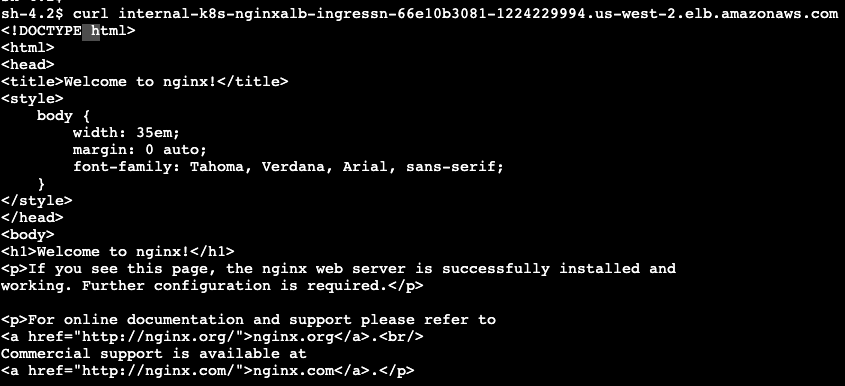 sh-4.2$ curl internal-k8s-nginxalb-ingressn-66e10b3081-1224229994.us-west-2.elb.amazonaws.com
<!DOCTYPE html>
<html>
<head>
<title>Welcome to nginx!</title>
<style>
    body {
        width: 35em;
        margin: 0 auto;
        font-family: Tahoma, Verdana, Arial, sans-serif;
    }
</style>
</head>
<body>
<h1>Welcome to nginx!</h1>
<p>If you see this page, the nginx web server is successfully installed and
working. Further configuration is required.</p>

<p>For online documentation and support please refer to
<a href="http://nginx.org/">nginx.org</a>.<br/>
Commercial support is available at
<a href="http://nginx.com/">nginx.com</a>.</p>